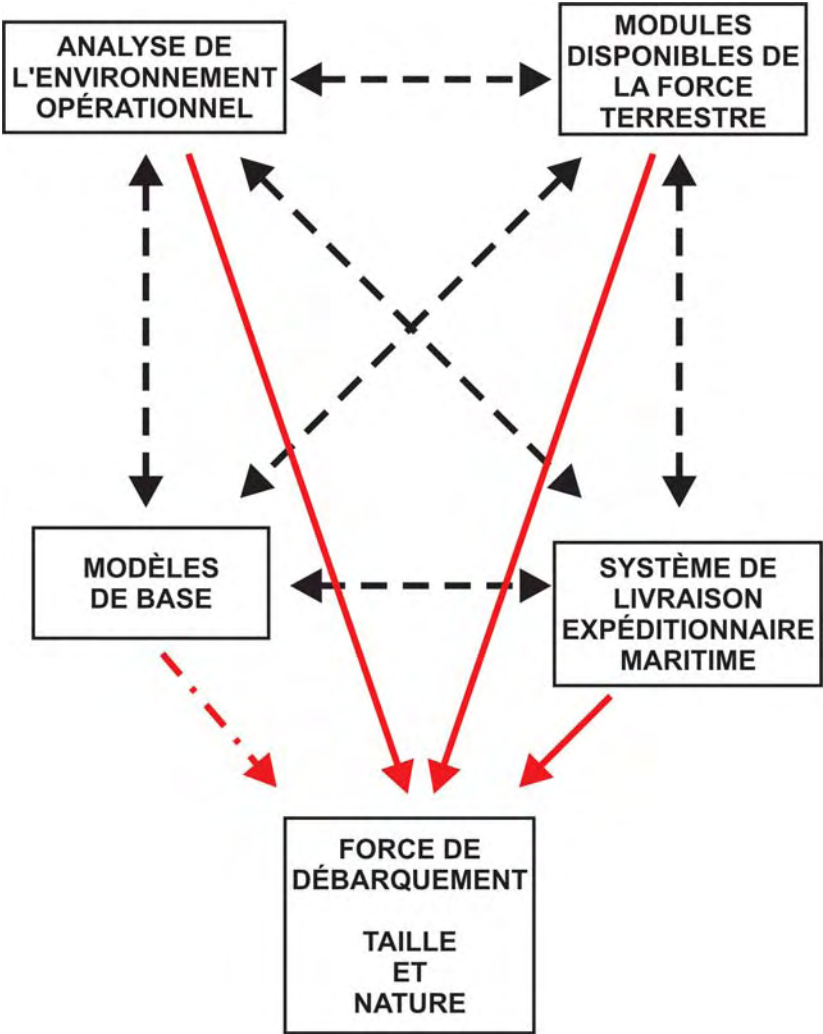 ANALYSE DE
L'ENVIRONNEMENT
OPÉRATIONNEL
MODULES
DISPONIBLES DE
LA FORCE
TERRESTRE
MODÈLES
DE BASE
SYSTÈME DE
LIVRAISON
EXPÉDITIONNAIRE
MARITIME
FORCE DE
DÉBARQUEMENT
TAILLE
ET
NATURE